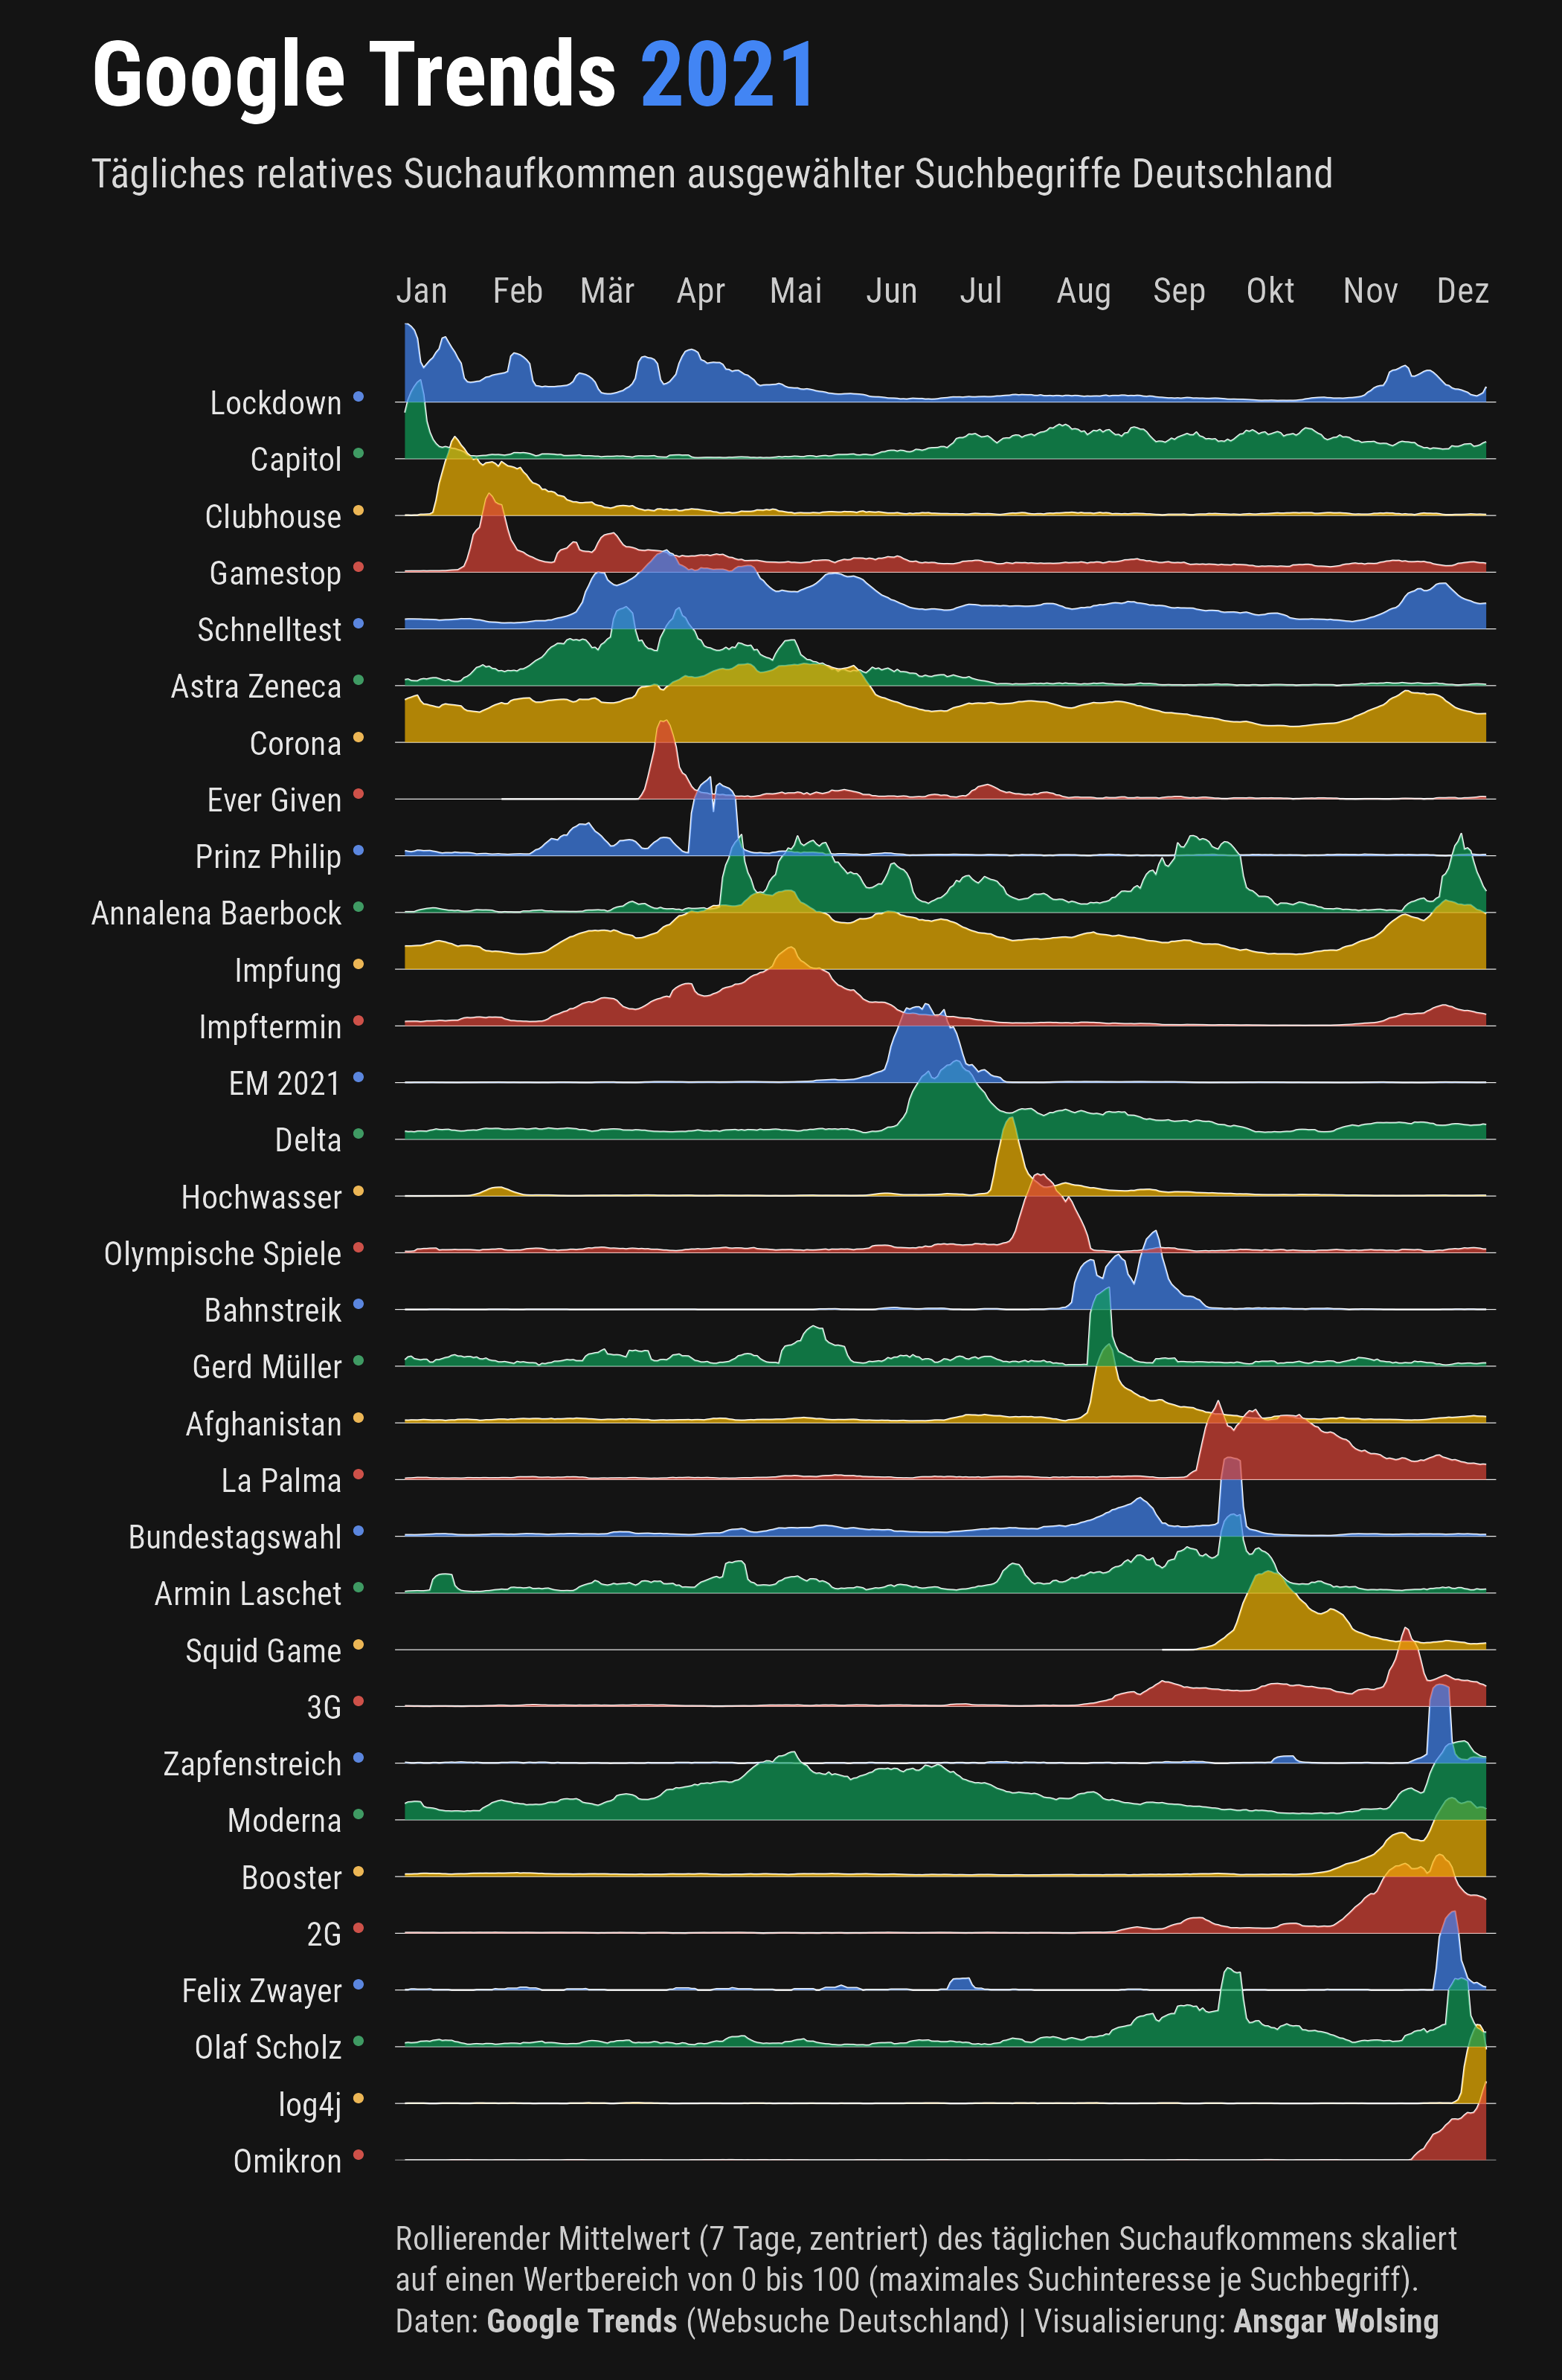 Google Trends 2021
Tägliches relatives Suchaufkommen ausgewählter Suchbegriffe Deutschland
Jan Feb Mär Apr Mai Jun Jul Aug Sep Okt Nov Dez
Lockdown
Capitol
Clubhouse
Gamestop
Schnelltest
Astra Zeneca
Corona
Ever Given
Prinz Philip
Annalena Baerbock
Impfung
Impftermin
EM 2021
Delta
Hochwasser
Olympische Spiele
Bahnstreik
Gerd Müller
Afghanistan
La Palma
Bundestagswahl
Armin Laschet
Squid Game
3G
Zapfenstreich
Moderna
Booster
2G
Felix Zwayer
Olaf Scholz
log4j
Omikron
Rollierender Mittelwert (7 Tage, zentriert) des täglichen Suchaufkommens skaliert
auf einen Wertbereich von 0 bis 100 (maximales Suchinteresse je Suchbegriff).
Daten: Google Trends (Websuche Deutschland) | Visualisierung: Ansgar Wolsing